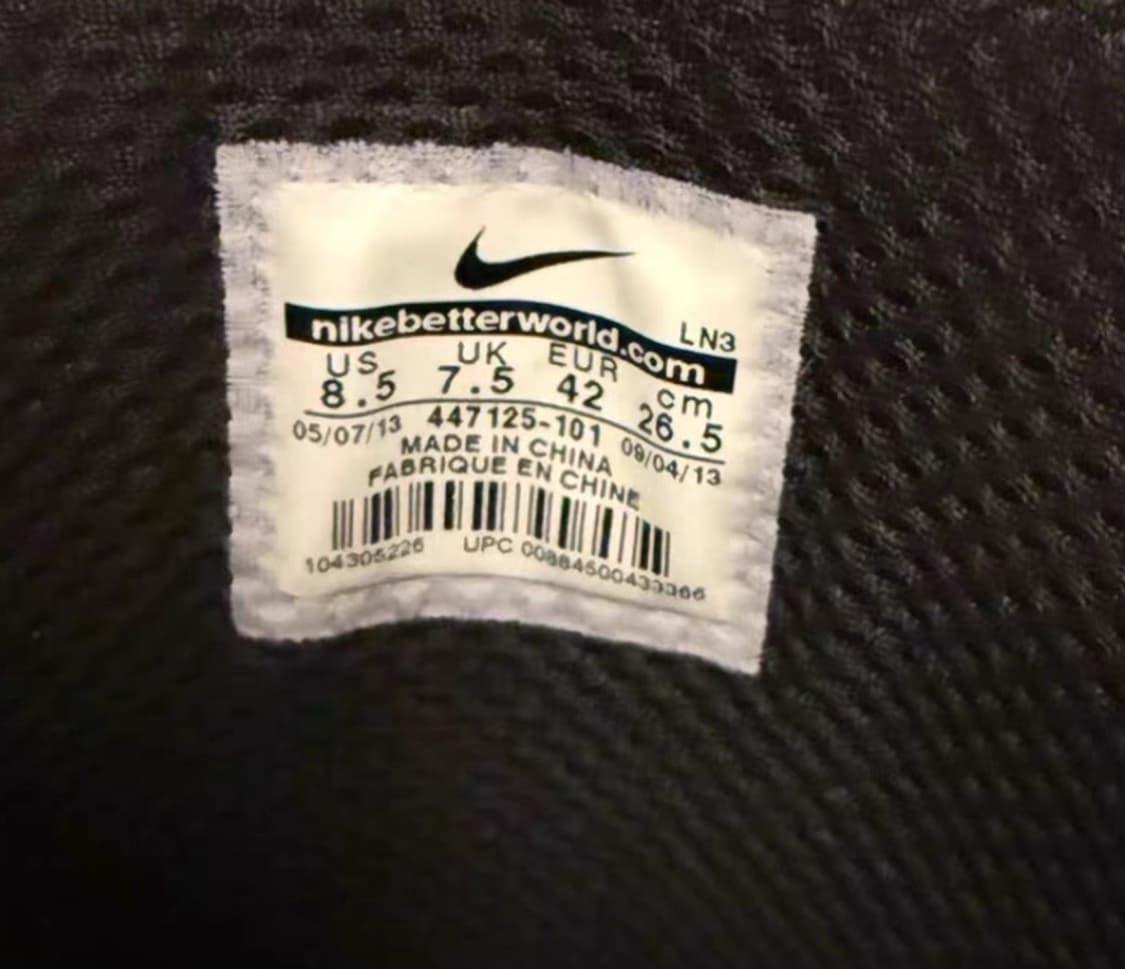 nikebetterworld.com LN3
US UK EUR cm
8.5 7.5 42 26.5
05/07/13 447125-101 09/04/13
MADE IN CHINA
FABRIQUE EN CHINE
104305226 UPC 00884500433366